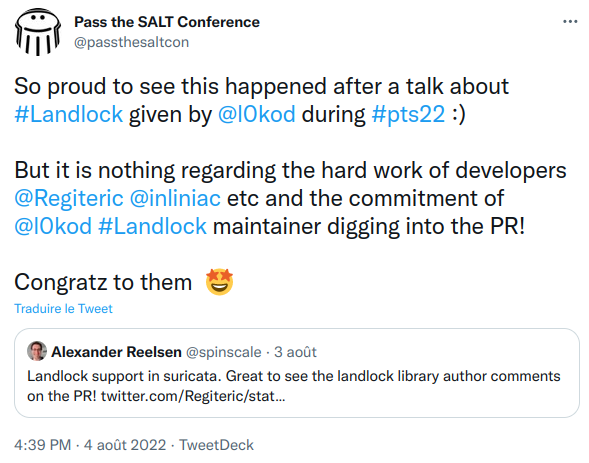 Pass the SALT Conference
@passthesaltcon
So proud to see this happened after a talk about
#Landlock given by @l0kod during #pts22 :)
But it is nothing regarding the hard work of developers
@Regiteric @inliniac etc and the commitment of
@l0kod #Landlock maintainer digging into the PR!
Congratz to them 🤩
Traduire le Tweet
Alexander Reelsen @spinscale · 3 août
Landlock support in suricata. Great to see the landlock library author comments
on the PR! twitter.com/Regiteric/stat…
4:39 PM · 4 août 2022 · TweetDeck